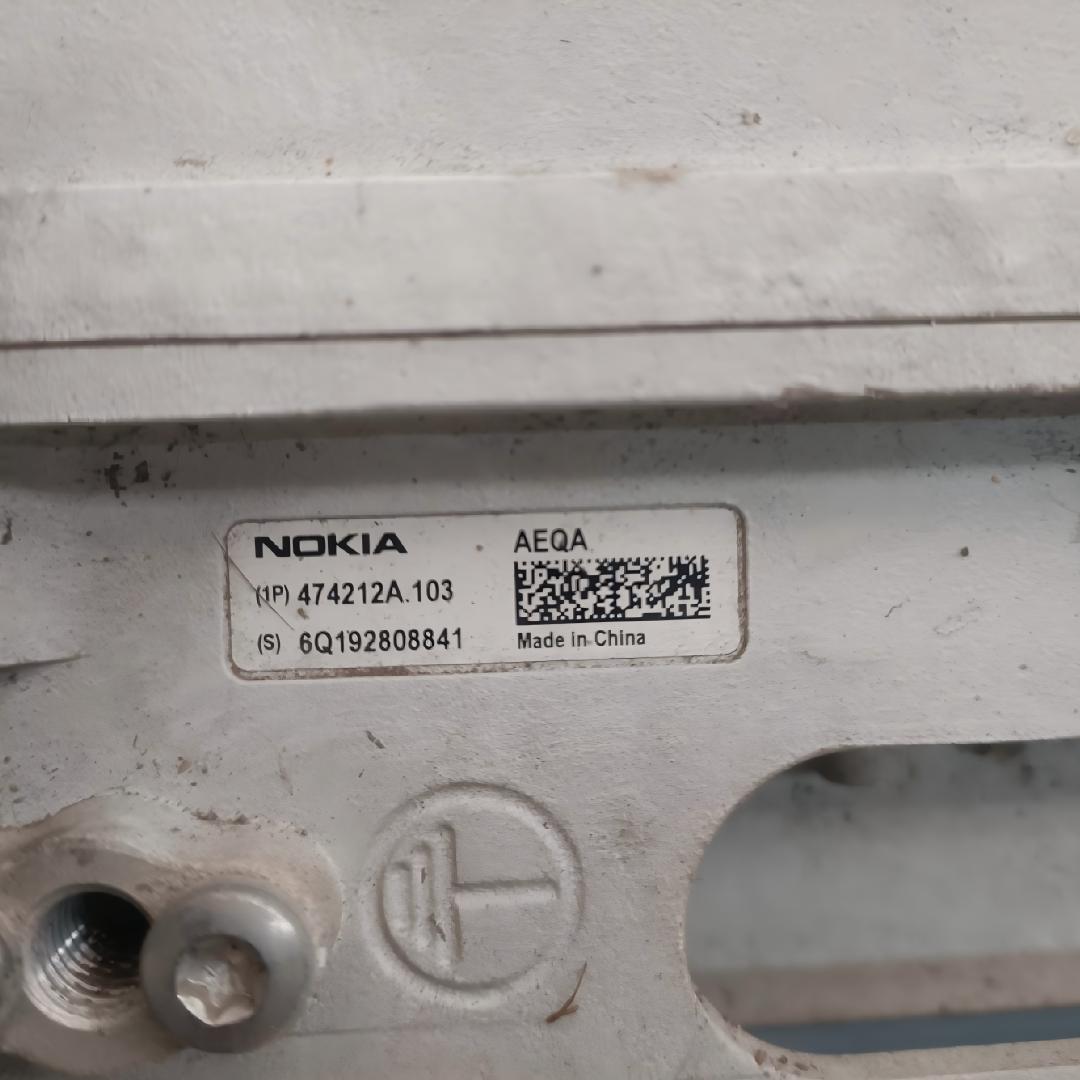 NOKIA
(1P) 474212A.103
(S) 6Q192808841
AEQA
Made in China